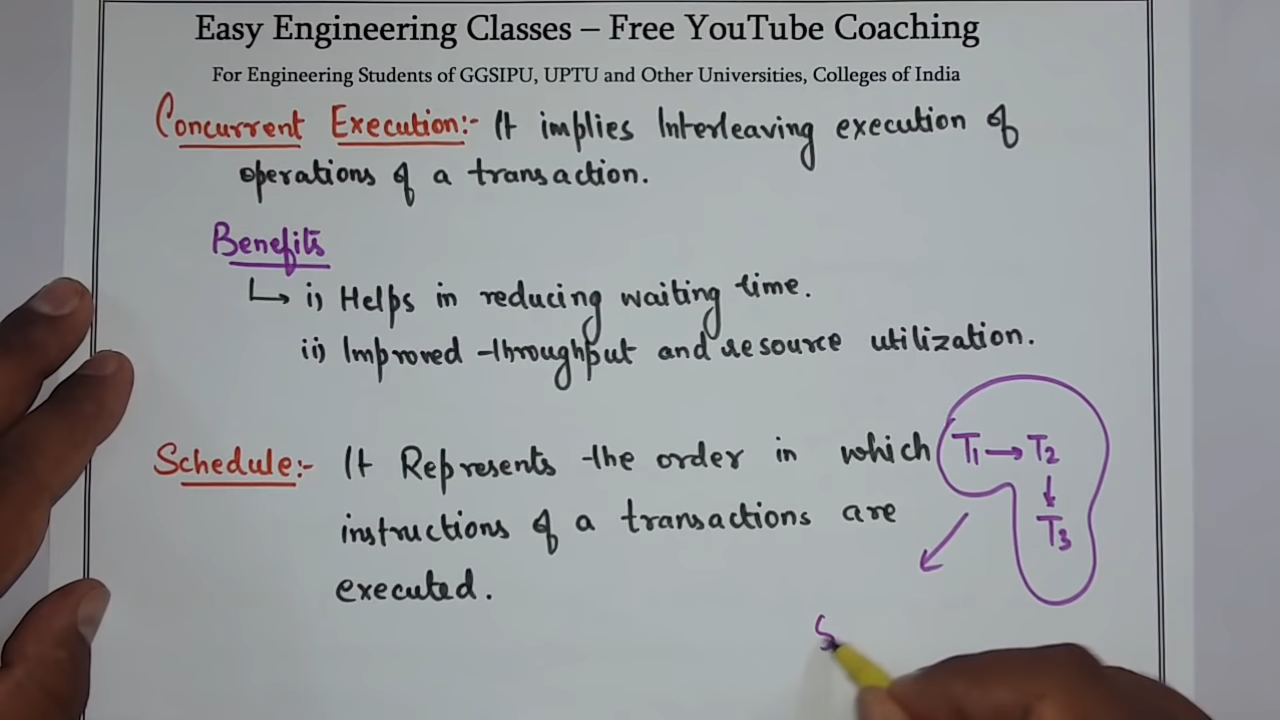 Easy Engineering Classes – Free YouTube Coaching
For Engineering Students of GGSIPU, UPTU and Other Universities, Colleges of India
Concurrent Execution:- It implies Interleaving execution of
operations of a transaction.
Benefits
i) Helps in reducing waiting time.
ii) Improved throughput and resource utilization.
Schedule:- It Represents the order in which
instructions of a transactions are
executed.
T1 → T2
↓
T3
S